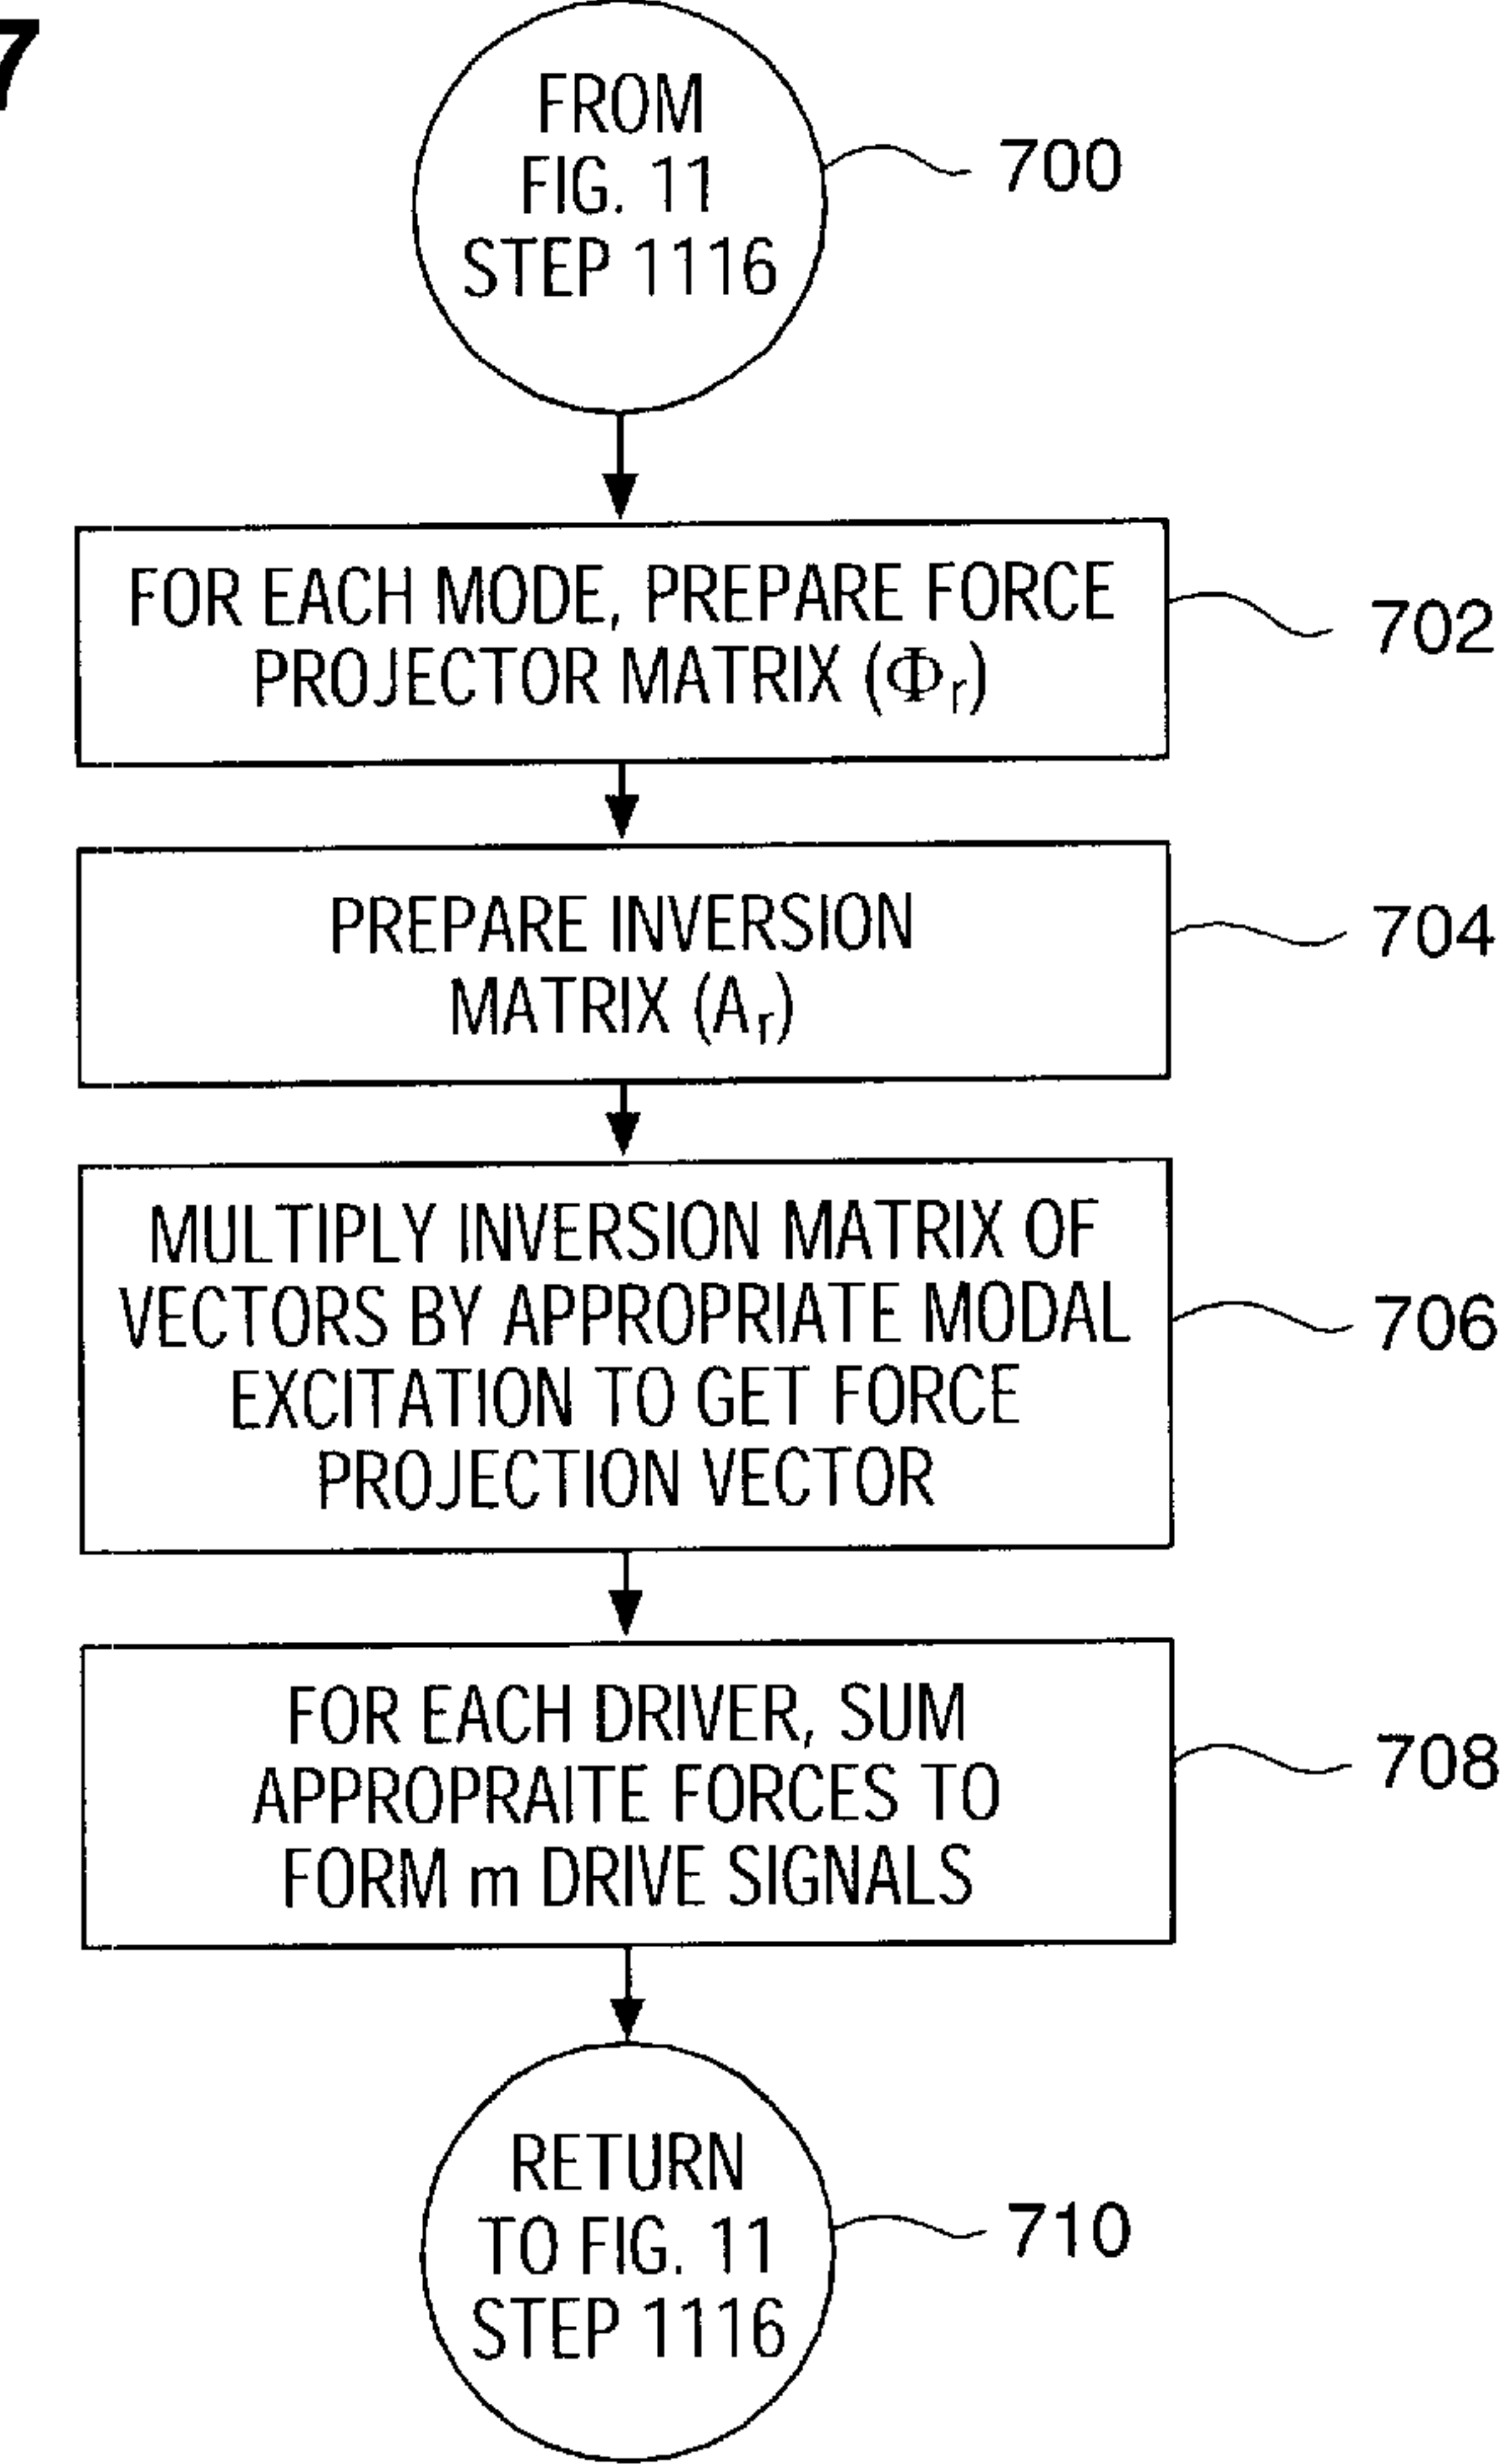 7
FROM
FIG. 11
STEP 1116
700
FOR EACH MODE, PREPARE FORCE
PROJECTOR MATRIX (Φr)
702
PREPARE INVERSION
MATRIX (Ar)
704
MULTIPLY INVERSION MATRIX OF
VECTORS BY APPROPRIATE MODAL
EXCITATION TO GET FORCE
PROJECTION VECTOR
706
FOR EACH DRIVER, SUM
APPROPRAITE FORCES TO
FORM m DRIVE SIGNALS
708
RETURN
TO FIG. 11
STEP 1116
710